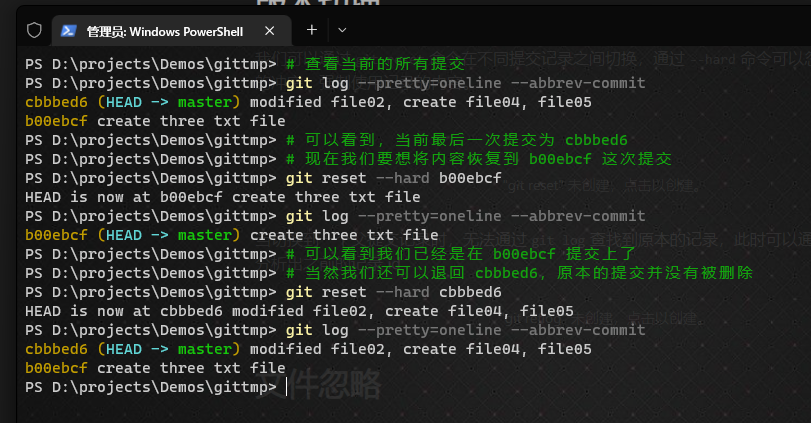 管理员: Windows PowerShell
PS D:\projects\Demos\gittmp> # 查看当前的所有提交
PS D:\projects\Demos\gittmp> git log --pretty=oneline --abbrev-commit
cbbbed6 (HEAD -> master) modified file02, create file04, file05
b00ebcf create three txt file
PS D:\projects\Demos\gittmp> # 可以看到，当前最后一次提交为 cbbbed6
PS D:\projects\Demos\gittmp> # 现在我们要想将内容恢复到 b00ebcf 这次提交
PS D:\projects\Demos\gittmp> git reset --hard b00ebcf
HEAD is now at b00ebcf create three txt file
PS D:\projects\Demos\gittmp> git log --pretty=oneline --abbrev-commit
b00ebcf (HEAD -> master) create three txt file
PS D:\projects\Demos\gittmp> # 可以看到我们已经是在 b00ebcf 提交上了
PS D:\projects\Demos\gittmp> # 当然我们还可以退回 cbbbed6，原本的提交并没有被删除
PS D:\projects\Demos\gittmp> git reset --hard cbbbed6
HEAD is now at cbbbed6 modified file02, create file04, file05
PS D:\projects\Demos\gittmp> git log --pretty=oneline --abbrev-commit
cbbbed6 (HEAD -> master) modified file02, create file04, file05
b00ebcf create three txt file
PS D:\projects\Demos\gittmp>
文件忽略